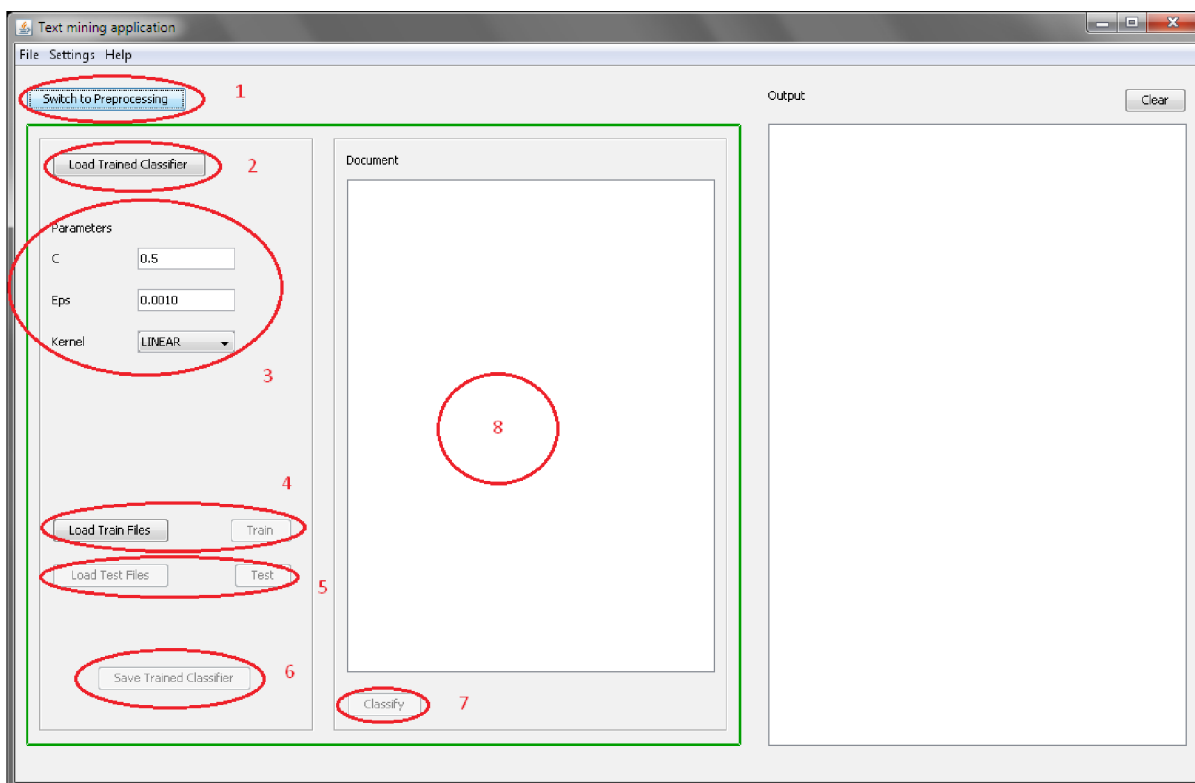 Text mining application
File Settings Help
Switch to Preprocessing
1
Output
Clear
Load Trained Classifier
2
Document
Parameters
C
0.5
Eps
0.0010
Kernel
LINEAR
3
8
4
Load Train Files
Train
Load Test Files
Test
5
Save Trained Classifier
6
Classify
7